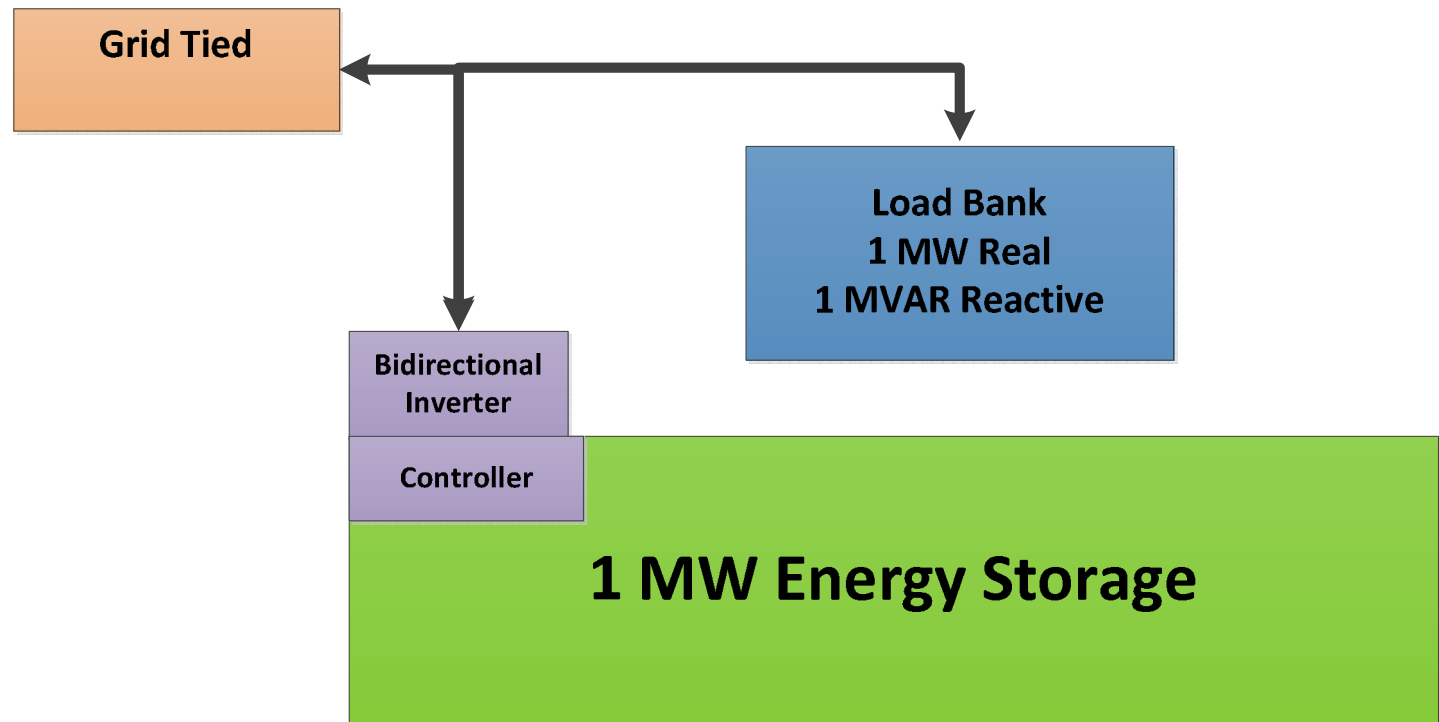 Grid Tied
Load Bank
1 MW Real
1 MVAR Reactive
Bidirectional
Inverter
Controller
1 MW Energy Storage